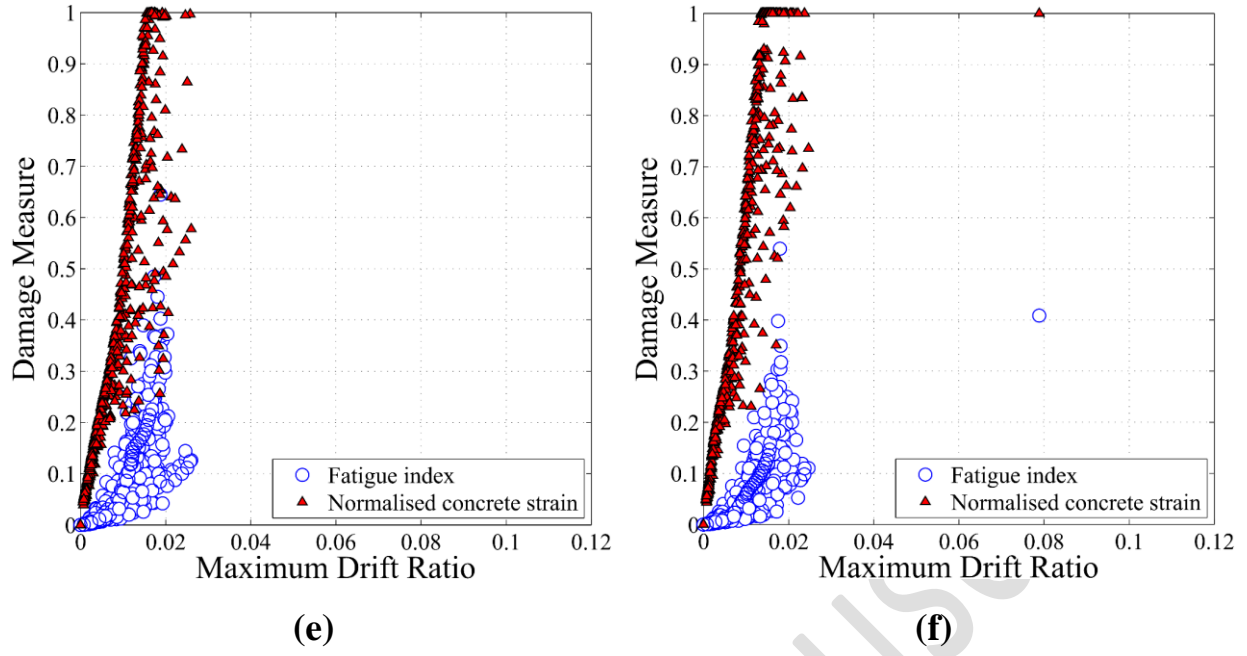 1
0.9
0.8
0.7
0.6
0.5
0.4
0.3
0.2
0.1
0
Damage Measure
Fatigue index
Normalised concrete strain
0 0.02 0.04 0.06 0.08 0.1 0.12
Maximum Drift Ratio
(e)
1
0.9
0.8
0.7
0.6
0.5
0.4
0.3
0.2
0.1
0
Damage Measure
Fatigue index
Normalised concrete strain
0 0.02 0.04 0.06 0.08 0.1 0.12
Maximum Drift Ratio
(f)